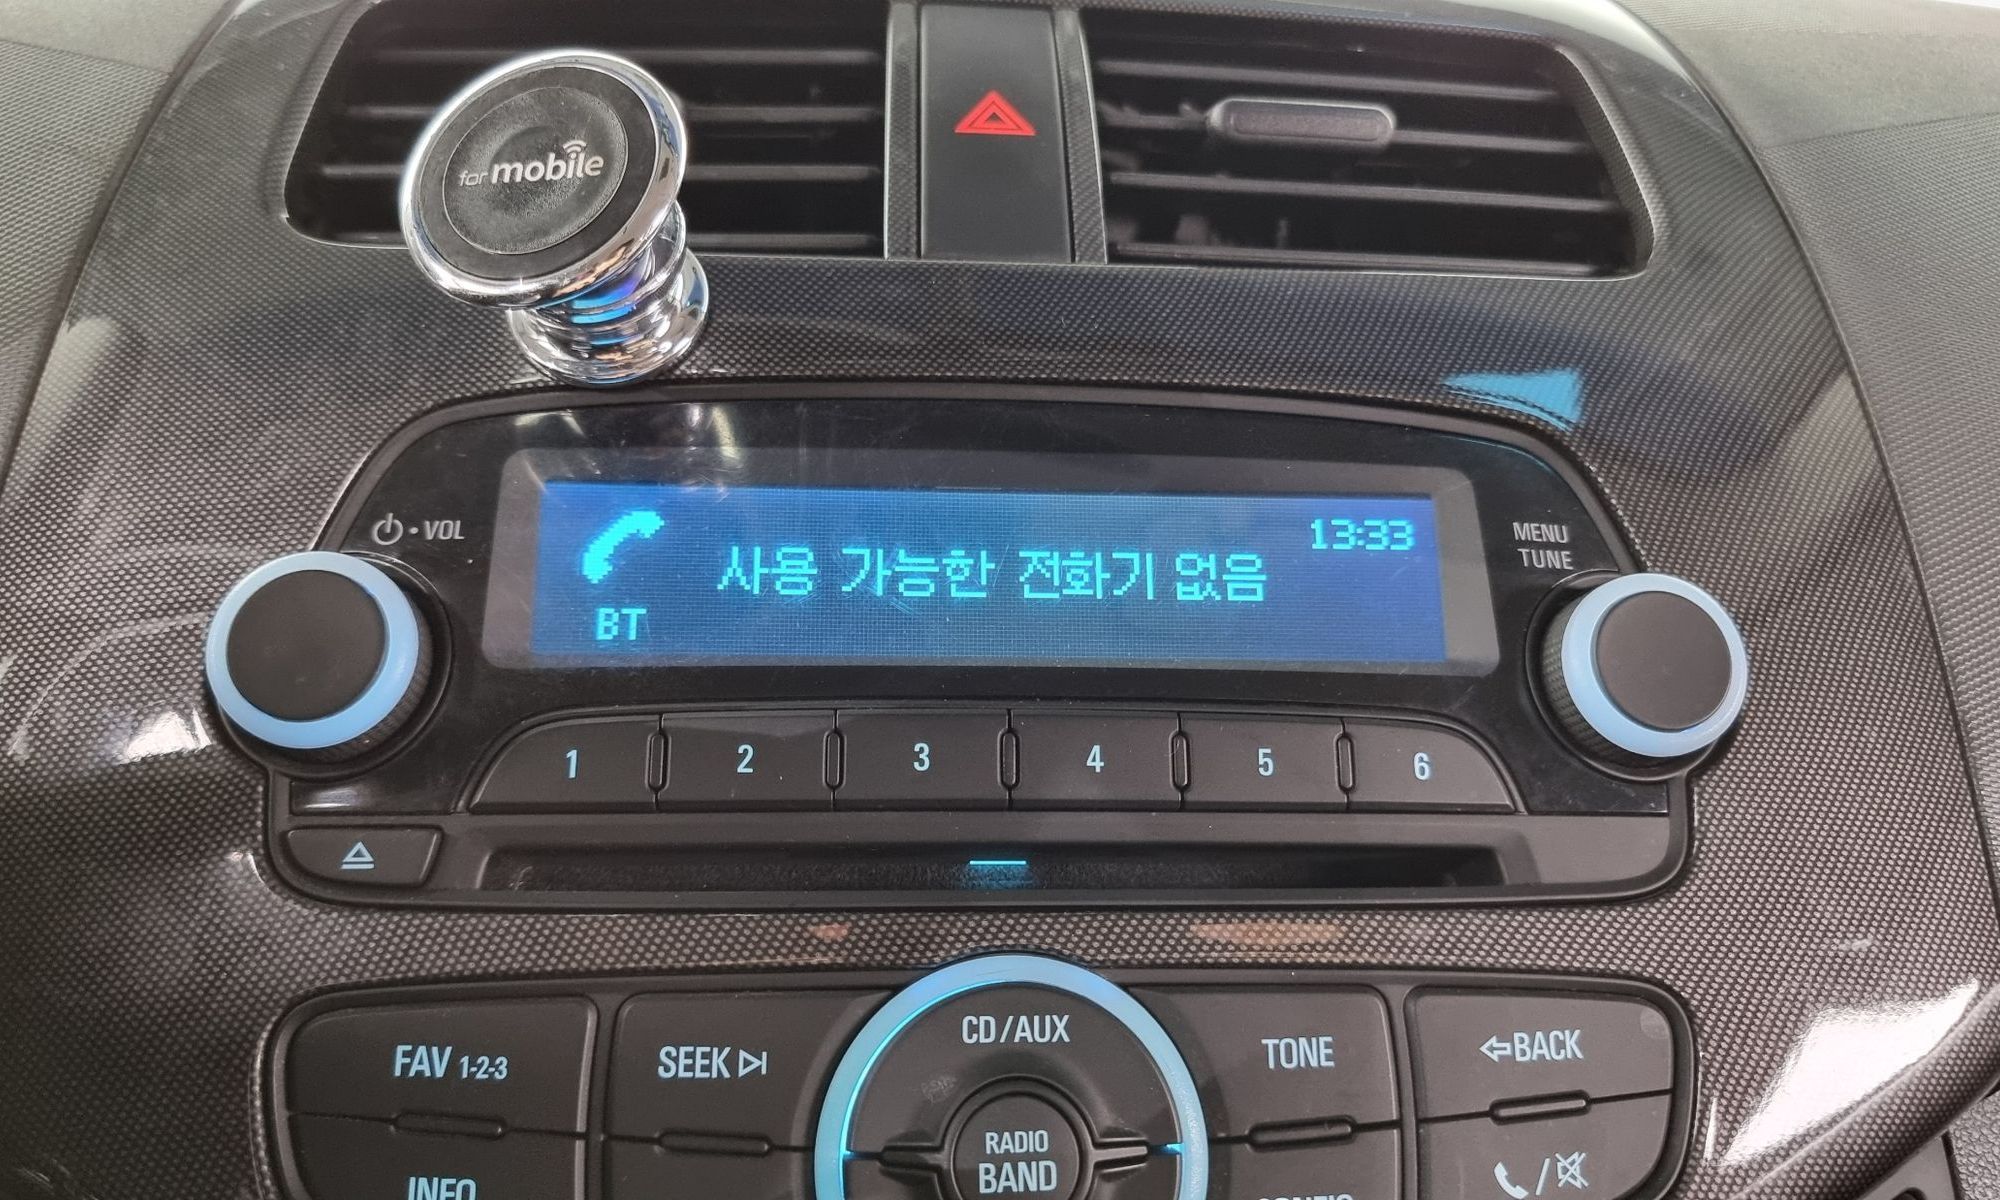 for mobile
VOL
MENU
TUNE
13:33
사용 가능한 전화기 없음
BT
1 2 3 4 5 6
CD/AUX
FAV 1-2-3
SEEK
TONE
BACK
RADIO
BAND
INFO
CONFIG